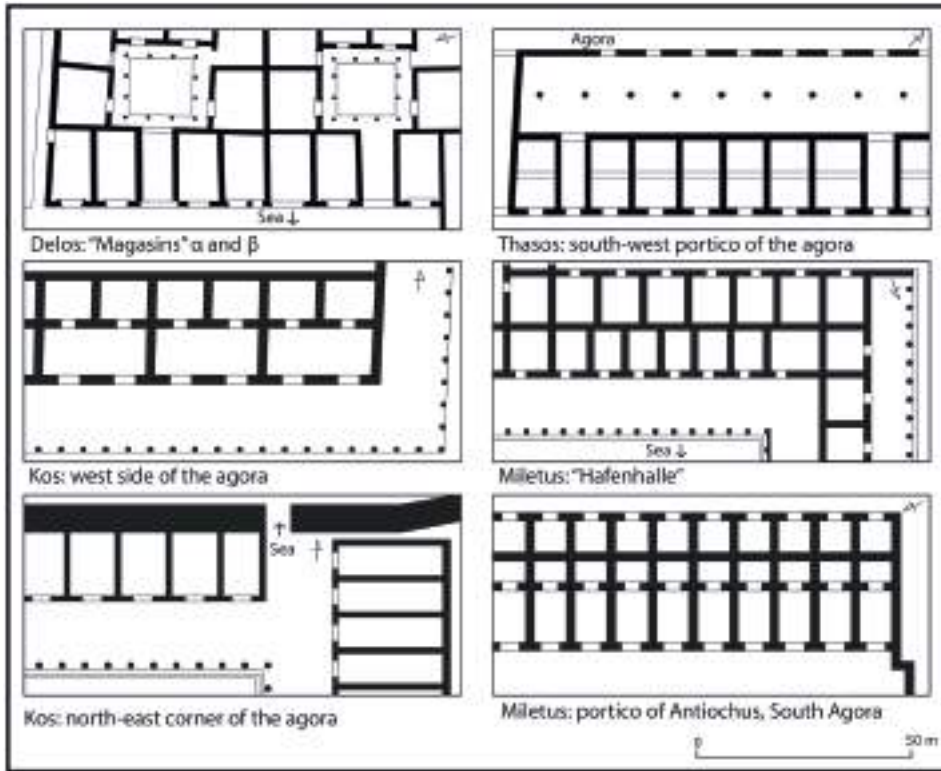 Agora
Sea ↓
Delos: "Magasins" α and β
Thasos: south-west portico of the agora
Kos: west side of the agora
Sea ↓
Miletus: "Hafenhalle"
↑
Sea
Kos: north-east corner of the agora
Miletus: portico of Antiochus, South Agora
0 50 m